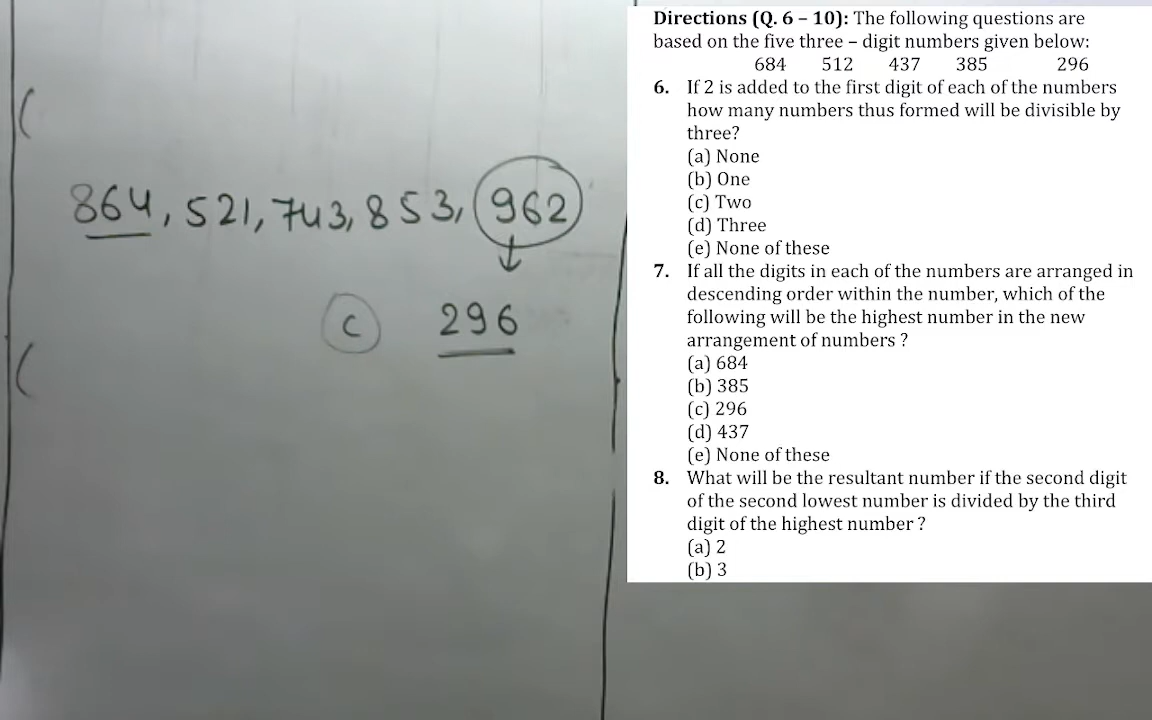 864, 521, 743, 853, 962
C 296
Directions (Q. 6 – 10): The following questions are
based on the five three – digit numbers given below:
684 512 437 385 296
6. If 2 is added to the first digit of each of the numbers
how many numbers thus formed will be divisible by
three?
(a) None
(b) One
(c) Two
(d) Three
(e) None of these
7. If all the digits in each of the numbers are arranged in
descending order within the number, which of the
following will be the highest number in the new
arrangement of numbers ?
(a) 684
(b) 385
(c) 296
(d) 437
(e) None of these
8. What will be the resultant number if the second digit
of the second lowest number is divided by the third
digit of the highest number ?
(a) 2
(b) 3